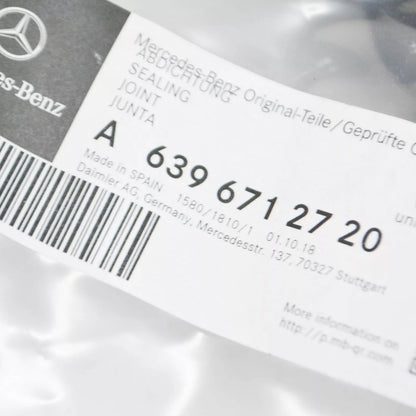 des-Benz
Mercedes-Benz Original-Teile/Geprüfte
ABDICHTUNG
SEALING
JOINT
JUNTA
A 639 671 27 20
Made in SPAIN 1580/1810/1 01.10.18
Daimler AG, Germany, Mercedesstr. 137, 70327 Stuttgart
More information on
http://p.mb-qr.com